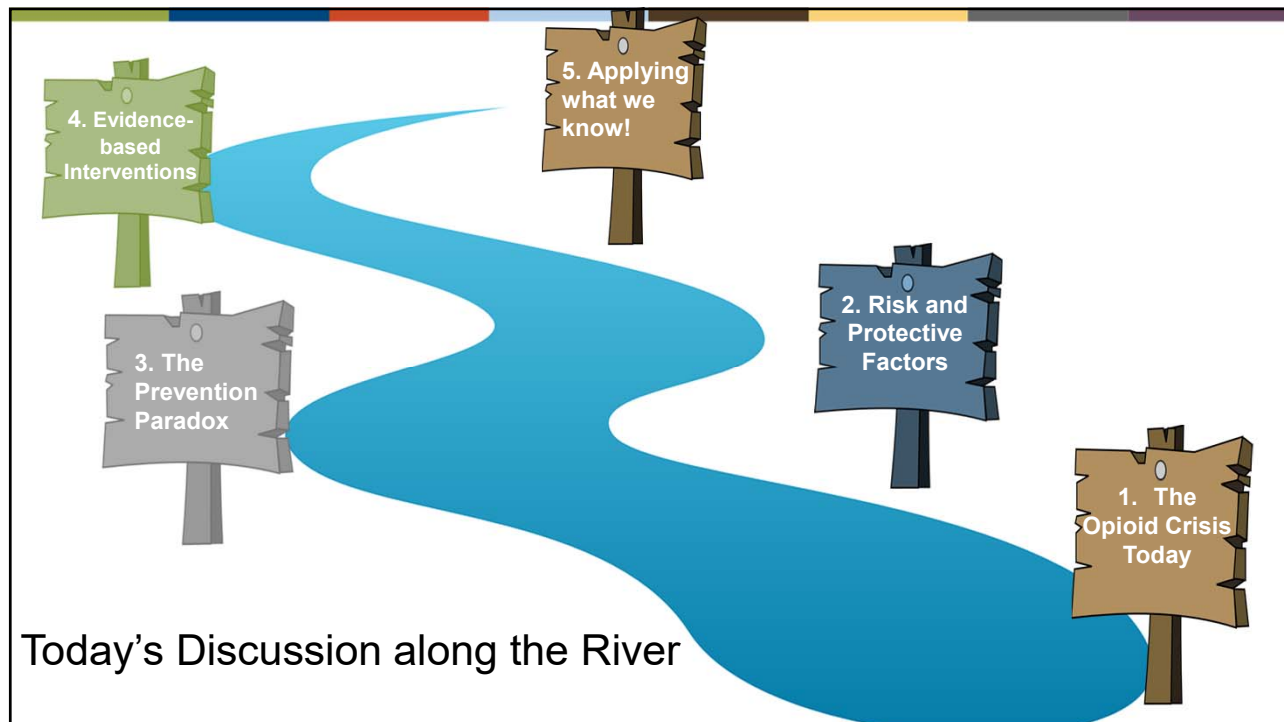 5. Applying
what we
know!
4. Evidence-
based
Interventions
2. Risk and
Protective
Factors
3. The
Prevention
Paradox
1. The
Opioid Crisis
Today
Today’s Discussion along the River